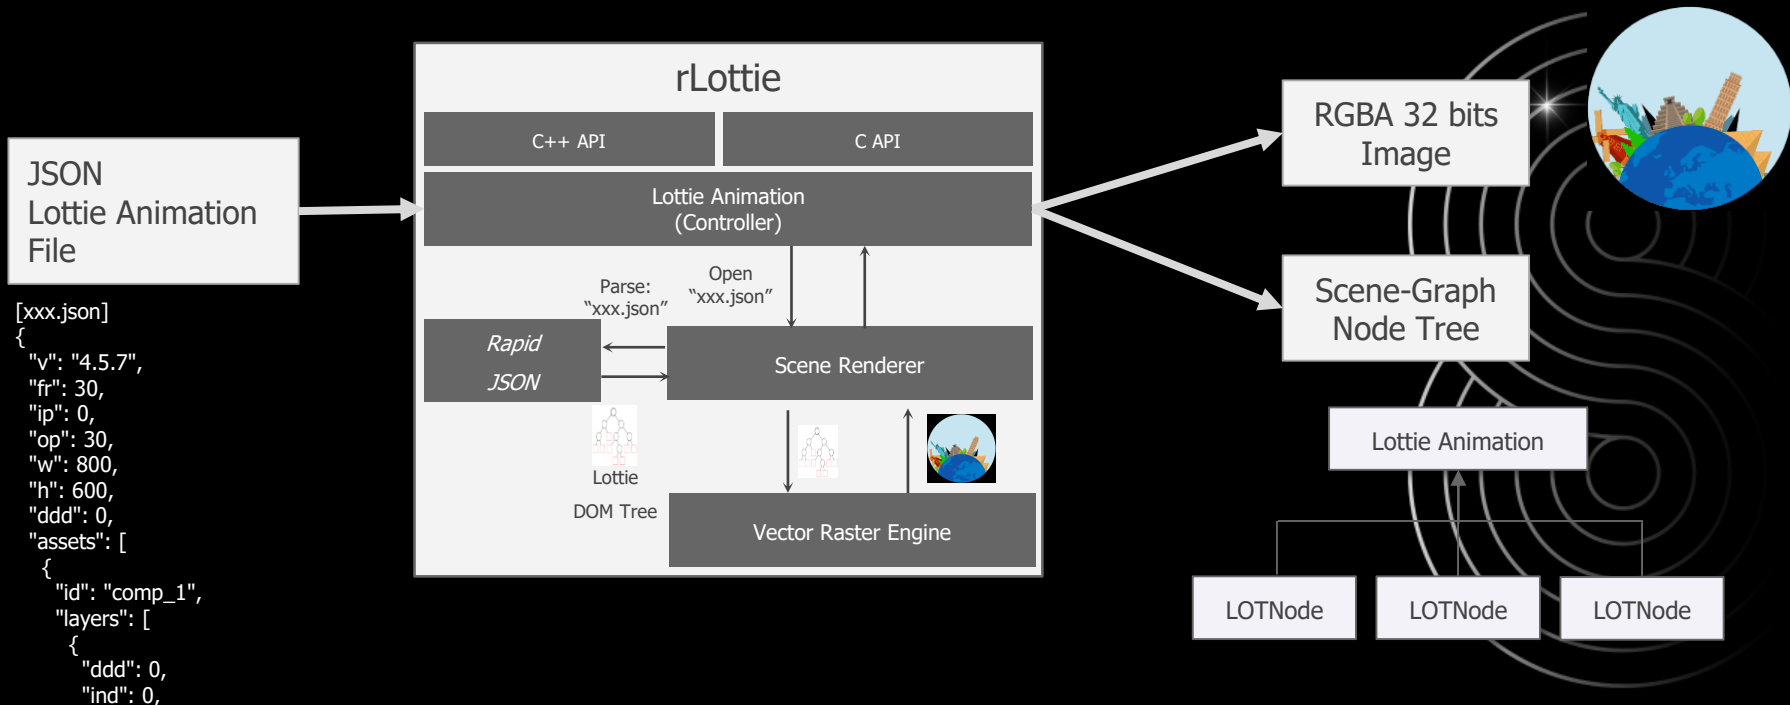 JSON
Lottie Animation
File
[xxx.json]
{
"v": "4.5.7",
"fr": 30,
"ip": 0,
"op": 30,
"w": 800,
"h": 600,
"ddd": 0,
"assets": [
{
"id": "comp_1",
"layers": [
{
"ddd": 0,
"ind": 0,
rLottie
C++ API
C API
Lottie Animation
(Controller)
Parse:
“xxx.json”
Open
“xxx.json”
Rapid
JSON
Scene Renderer
Lottie
DOM Tree
Vector Raster Engine
RGBA 32 bits
Image
Scene-Graph
Node Tree
Lottie Animation
LOTNode
LOTNode
LOTNode